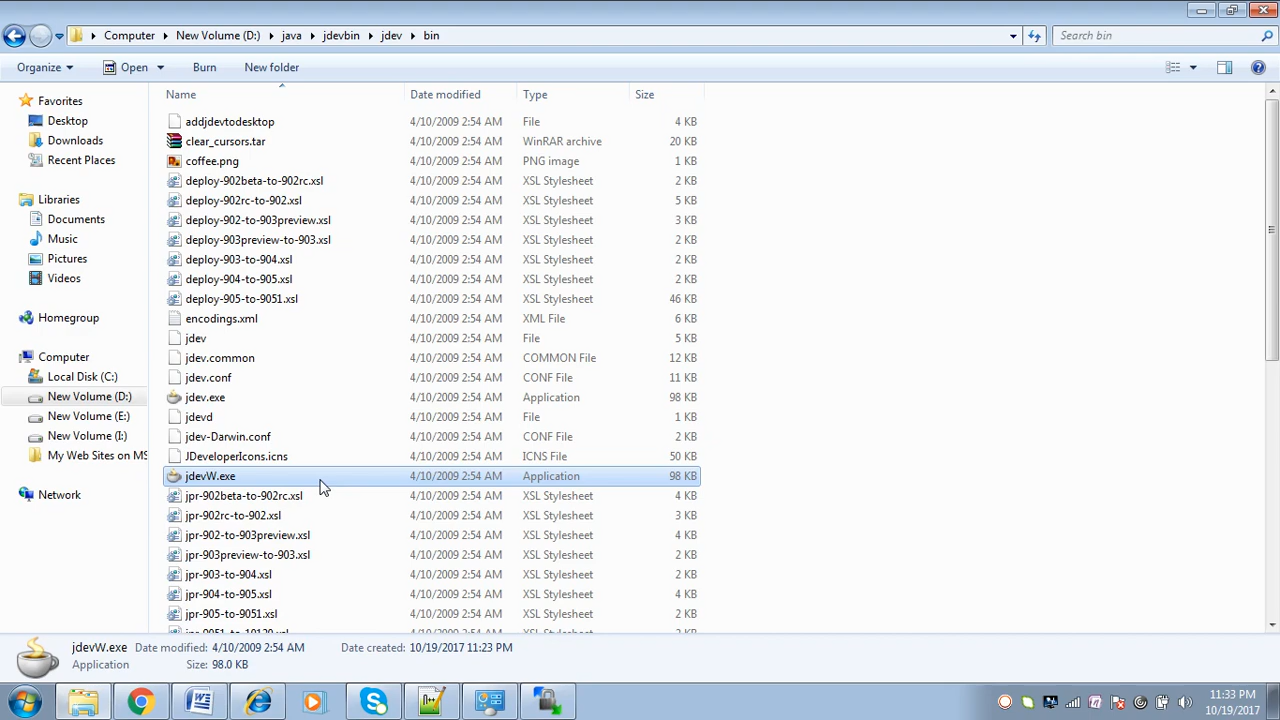 Computer ▸ New Volume (D:) ▸ java ▸ jdevbin ▸ jdev ▸ bin
Search bin
Organize Open Burn New folder
Name Date modified Type Size
Favorites
Desktop
Downloads
Recent Places
Libraries
Documents
Music
Pictures
Videos
Homegroup
Computer
Local Disk (C:)
New Volume (D:)
New Volume (E:)
New Volume (I:)
My Web Sites on MS
Network
addjdevtodesktop 4/10/2009 2:54 AM File 4 KB
clear_cursors.tar 4/10/2009 2:54 AM WinRAR archive 20 KB
coffee.png 4/10/2009 2:54 AM PNG image 1 KB
deploy-902beta-to-902rc.xsl 4/10/2009 2:54 AM XSL Stylesheet 2 KB
deploy-902rc-to-902.xsl 4/10/2009 2:54 AM XSL Stylesheet 5 KB
deploy-902-to-903preview.xsl 4/10/2009 2:54 AM XSL Stylesheet 3 KB
deploy-903preview-to-903.xsl 4/10/2009 2:54 AM XSL Stylesheet 2 KB
deploy-903-to-904.xsl 4/10/2009 2:54 AM XSL Stylesheet 2 KB
deploy-904-to-905.xsl 4/10/2009 2:54 AM XSL Stylesheet 2 KB
deploy-905-to-9051.xsl 4/10/2009 2:54 AM XSL Stylesheet 46 KB
encodings.xml 4/10/2009 2:54 AM XML File 6 KB
jdev 4/10/2009 2:54 AM File 5 KB
jdev.common 4/10/2009 2:54 AM COMMON File 12 KB
jdev.conf 4/10/2009 2:54 AM CONF File 11 KB
jdev.exe 4/10/2009 2:54 AM Application 98 KB
jdevd 4/10/2009 2:54 AM File 1 KB
jdev-Darwin.conf 4/10/2009 2:54 AM CONF File 2 KB
JDeveloperIcons.icns 4/10/2009 2:54 AM ICNS File 50 KB
jdevW.exe 4/10/2009 2:54 AM Application 98 KB
jpr-902beta-to-902rc.xsl 4/10/2009 2:54 AM XSL Stylesheet 4 KB
jpr-902rc-to-902.xsl 4/10/2009 2:54 AM XSL Stylesheet 3 KB
jpr-902-to-903preview.xsl 4/10/2009 2:54 AM XSL Stylesheet 2 KB
jpr-903preview-to-903.xsl 4/10/2009 2:54 AM XSL Stylesheet 2 KB
jpr-903-to-904.xsl 4/10/2009 2:54 AM XSL Stylesheet 4 KB
jpr-904-to-905.xsl 4/10/2009 2:54 AM XSL Stylesheet 4 KB
jpr-905-to-9051.xsl 4/10/2009 2:54 AM XSL Stylesheet 2 KB
jdevW.exe Date modified: 4/10/2009 2:54 AM Date created: 10/19/2017 11:23 PM
Application Size: 98.0 KB
11:33 PM
10/19/2017